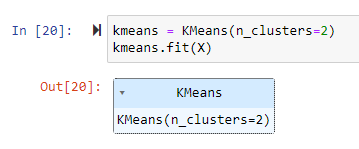 In [20]:
kmeans = KMeans(n_clusters=2)
kmeans.fit(X)
Out[20]:
KMeans
KMeans(n_clusters=2)